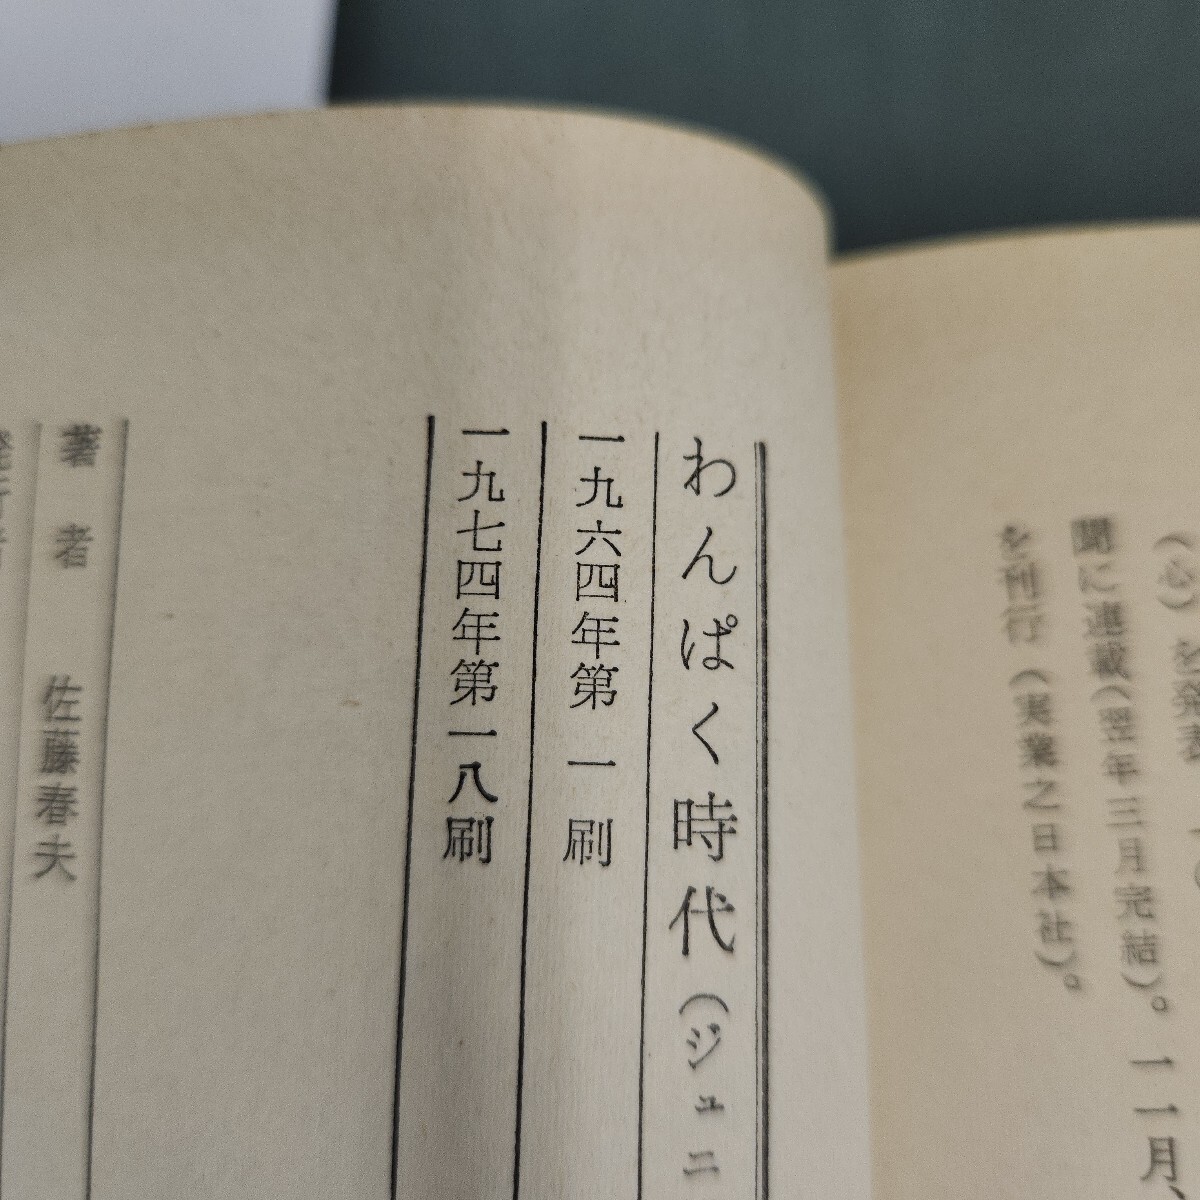 (心)を発表
聞に連載(翌年三月完結)。一一月、
を刊行(実業之日本社)。
わんぱく時代(ジュニ
一九六四年第一刷
一九七四年第一八刷
著者 佐藤春夫
発行者